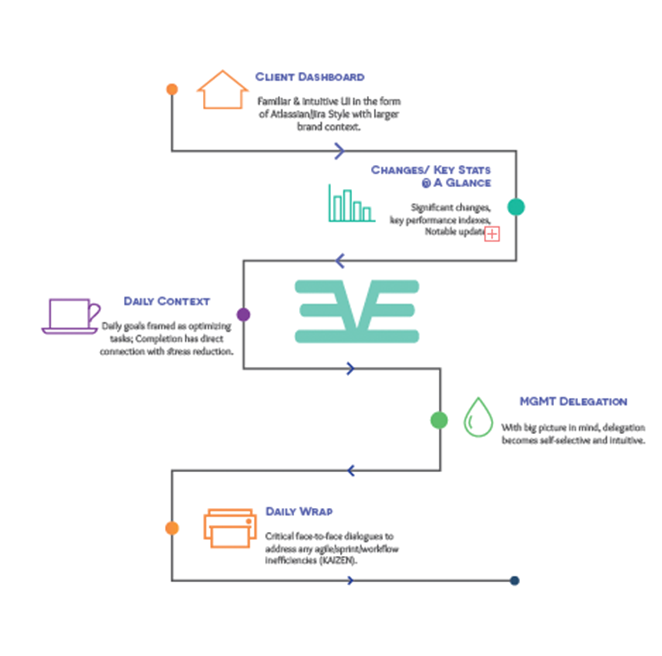 Client Dashboard
Familiar & Intuitive UI in the form
of Atlassian/Jira Style with larger
brand context.
Changes/ Key Stats
@ A Glance
Significant changes,
key performance indexes,
Notable update
EVE
Daily Context
Daily goals framed as optimizing
tasks; Completion has direct
connection with stress reduction.
MGMT Delegation
With big picture in mind, delegation
becomes self-selective and intuitive.
Daily Wrap
Critical face-to-face dialogues to
address any agile/sprint/workflow
inefficiencies (KAIZEN).